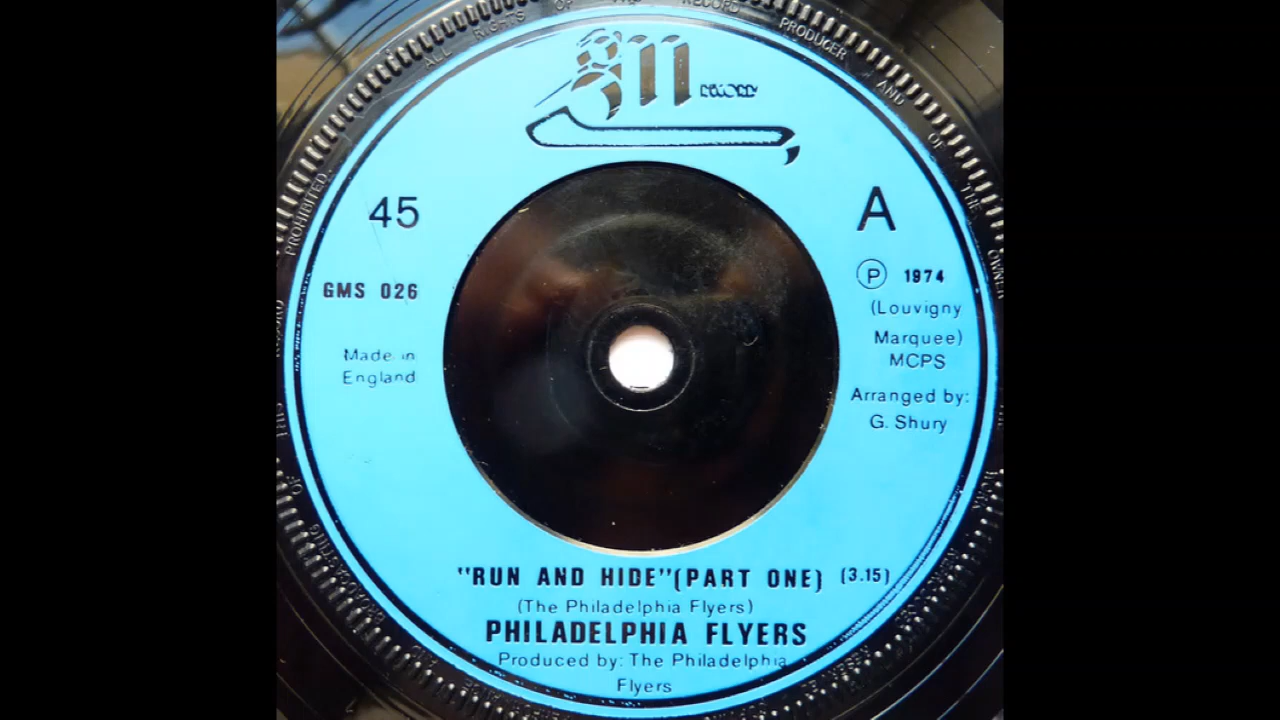 GM RECORDS
45
A
GMS 026
Ⓟ 1974
(Louvigny
Marquee)
MCPS
Made in
England
Arranged by:
G. Shury
"RUN AND HIDE"(PART ONE) (3.15)
(The Philadelphia Flyers)
PHILADELPHIA FLYERS
Produced by: The Philadelphia
Flyers
ALL RIGHTS OF THE RECORD PRODUCER AND OF THE OWNER OF
PROHIBITED